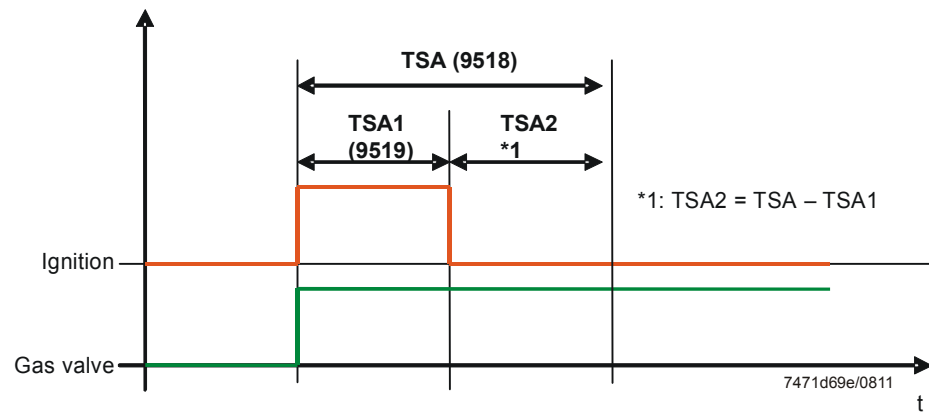 TSA (9518)
TSA1
(9519)
TSA2
*1
*1: TSA2 = TSA – TSA1
Ignition
Gas valve
7471d69e/0811
t